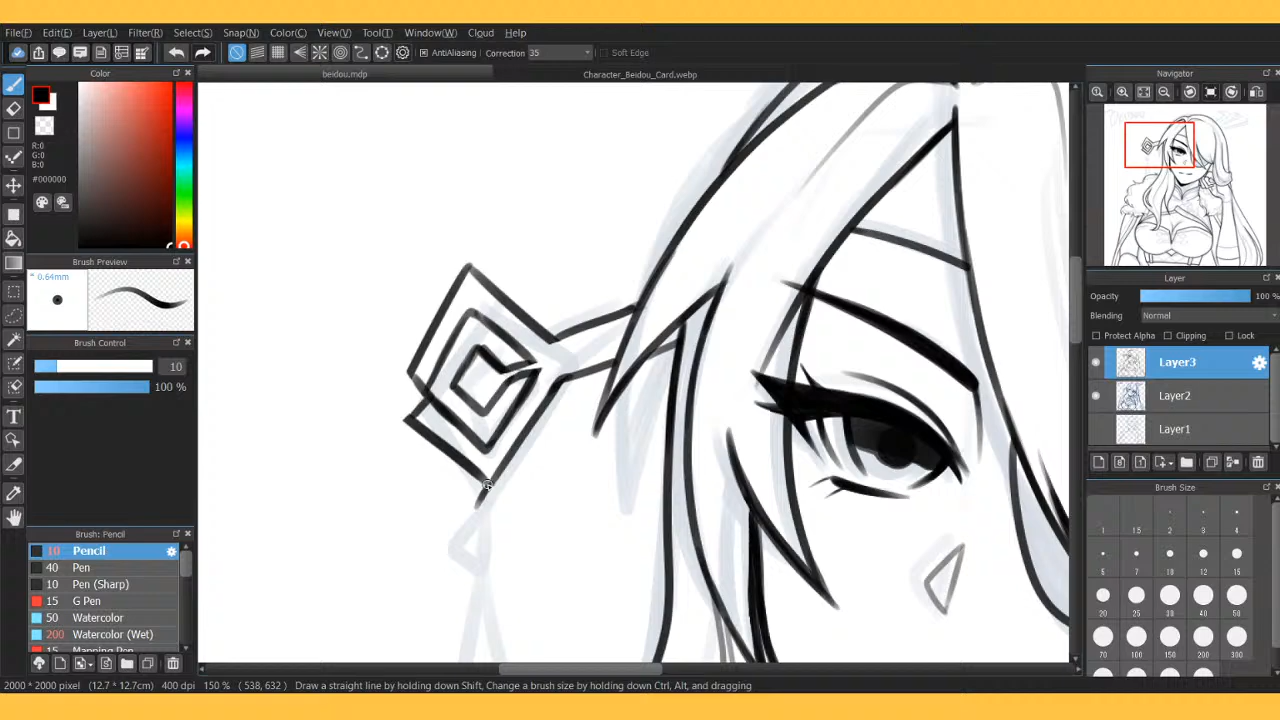 File(F) Edit(E) Layer(L) Filter(R) Select(S) Snap(N) Color(C) View(V) Tool(T) Window(W) Cloud Help
AntiAliasing Correction 35 Soft Edge
Color
beidou.mdp
Character_Beidou_Card.webp
Navigator
R:0
G:0
B:0
#000000
Brush Preview
0.64mm
Brush Control
10
100 %
Layer
Opacity 100 %
Blending Normal
Protect Alpha Clipping Lock
Layer3
Layer2
Layer1
Brush Size
1 1.5 2 3 4
5 7 10 12 15
20 25 30 40 50
70 100 150 200 300
Brush: Pencil
10 Pencil
40 Pen
10 Pen (Sharp)
15 G Pen
50 Watercolor
200 Watercolor (Wet)
15 Mapping Pen
2000 * 2000 pixel (12.7 * 12.7cm) 400 dpi 150 % ( 538, 632 ) Draw a straight line by holding down Shift, Change a brush size by holding down Ctrl, Alt, and dragging